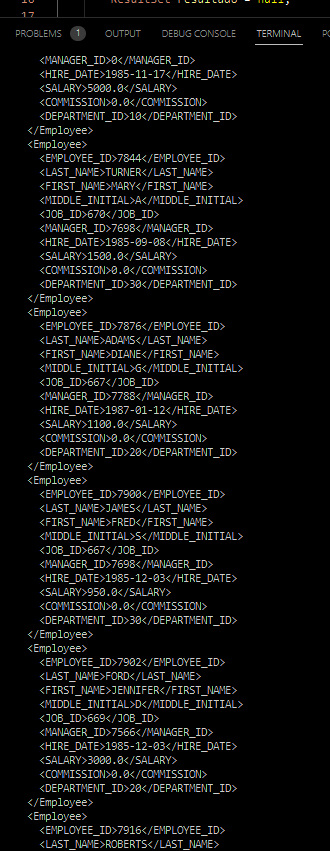 16 ResultSet resultado = null;
17
PROBLEMS 1 OUTPUT DEBUG CONSOLE TERMINAL
<MANAGER_ID>0</MANAGER_ID>
<HIRE_DATE>1985-11-17</HIRE_DATE>
<SALARY>5000.0</SALARY>
<COMMISSION>0.0</COMMISSION>
<DEPARTMENT_ID>10</DEPARTMENT_ID>
</Employee>
<Employee>
<EMPLOYEE_ID>7844</EMPLOYEE_ID>
<LAST_NAME>TURNER</LAST_NAME>
<FIRST_NAME>MARY</FIRST_NAME>
<MIDDLE_INITIAL>A</MIDDLE_INITIAL>
<JOB_ID>670</JOB_ID>
<MANAGER_ID>7698</MANAGER_ID>
<HIRE_DATE>1985-09-08</HIRE_DATE>
<SALARY>1500.0</SALARY>
<COMMISSION>0.0</COMMISSION>
<DEPARTMENT_ID>30</DEPARTMENT_ID>
</Employee>
<Employee>
<EMPLOYEE_ID>7876</EMPLOYEE_ID>
<LAST_NAME>ADAMS</LAST_NAME>
<FIRST_NAME>DIANE</FIRST_NAME>
<MIDDLE_INITIAL>G</MIDDLE_INITIAL>
<JOB_ID>667</JOB_ID>
<MANAGER_ID>7788</MANAGER_ID>
<HIRE_DATE>1987-01-12</HIRE_DATE>
<SALARY>1100.0</SALARY>
<COMMISSION>0.0</COMMISSION>
<DEPARTMENT_ID>20</DEPARTMENT_ID>
</Employee>
<Employee>
<EMPLOYEE_ID>7900</EMPLOYEE_ID>
<LAST_NAME>JAMES</LAST_NAME>
<FIRST_NAME>FRED</FIRST_NAME>
<MIDDLE_INITIAL>S</MIDDLE_INITIAL>
<JOB_ID>667</JOB_ID>
<MANAGER_ID>7698</MANAGER_ID>
<HIRE_DATE>1985-12-03</HIRE_DATE>
<SALARY>950.0</SALARY>
<COMMISSION>0.0</COMMISSION>
<DEPARTMENT_ID>30</DEPARTMENT_ID>
</Employee>
<Employee>
<EMPLOYEE_ID>7902</EMPLOYEE_ID>
<LAST_NAME>FORD</LAST_NAME>
<FIRST_NAME>JENNIFER</FIRST_NAME>
<MIDDLE_INITIAL>D</MIDDLE_INITIAL>
<JOB_ID>669</JOB_ID>
<MANAGER_ID>7566</MANAGER_ID>
<HIRE_DATE>1985-12-03</HIRE_DATE>
<SALARY>3000.0</SALARY>
<COMMISSION>0.0</COMMISSION>
<DEPARTMENT_ID>20</DEPARTMENT_ID>
</Employee>
<Employee>
<EMPLOYEE_ID>7916</EMPLOYEE_ID>
<LAST_NAME>ROBERTS</LAST_NAME>